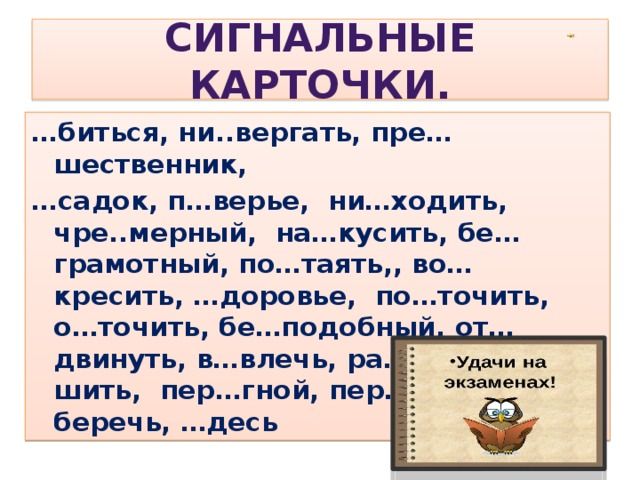 СИГНАЛЬНЫЕ
КАРТОЧКИ.
…биться, ни..вергать, пре…
шественник,
…садок, п…верье, ни…ходить,
чре..мерный, на…кусить, бе…
грамотный, по…таять,, во…
кресить, …доровье, по…точить,
о…точить, бе…подобный, от…
двинуть, в…влечь, ра
шить, пер…гной, пер.
беречь, …десь
•Удачи на
экзаменах!